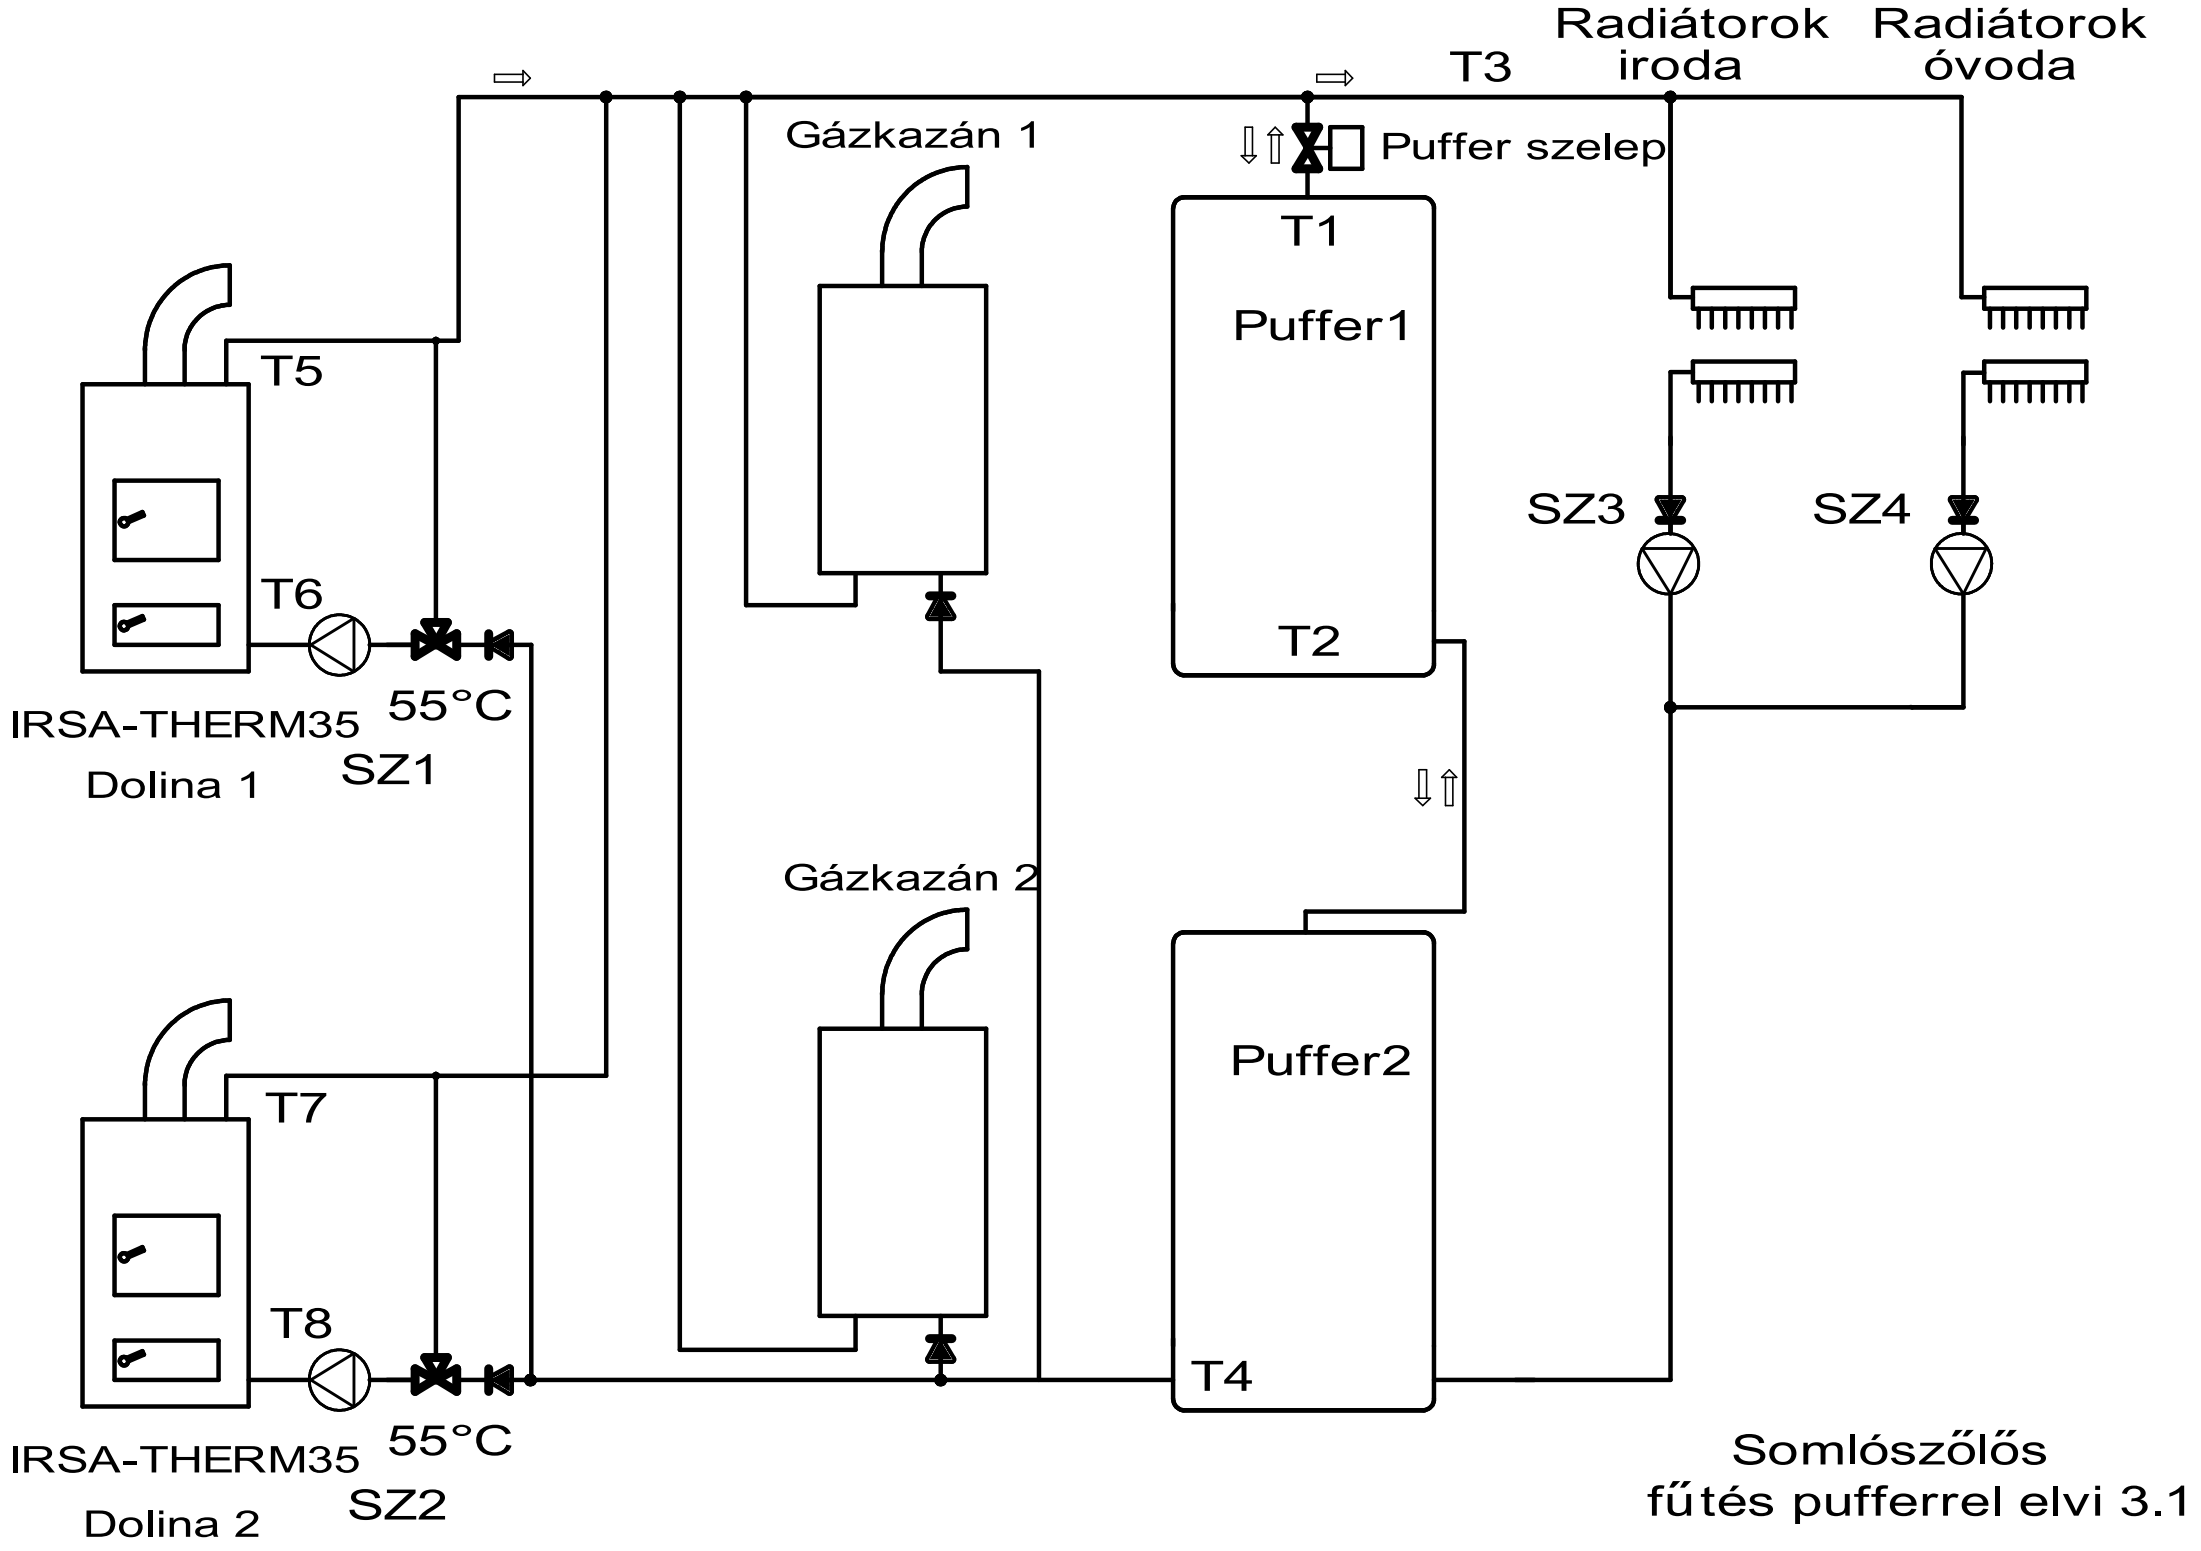 Radiátorok
iroda
Radiátorok
óvoda
T3
Gázkazán 1
Puffer szelep
T1
Puffer1
T5
T6
T2
SZ3
SZ4
55°C
IRSA-THERM35
SZ1
Dolina 1
Gázkazán 2
Puffer2
T7
T8
T4
55°C
IRSA-THERM35
SZ2
Dolina 2
Somlószőlős
fűtés pufferrel elvi 3.1